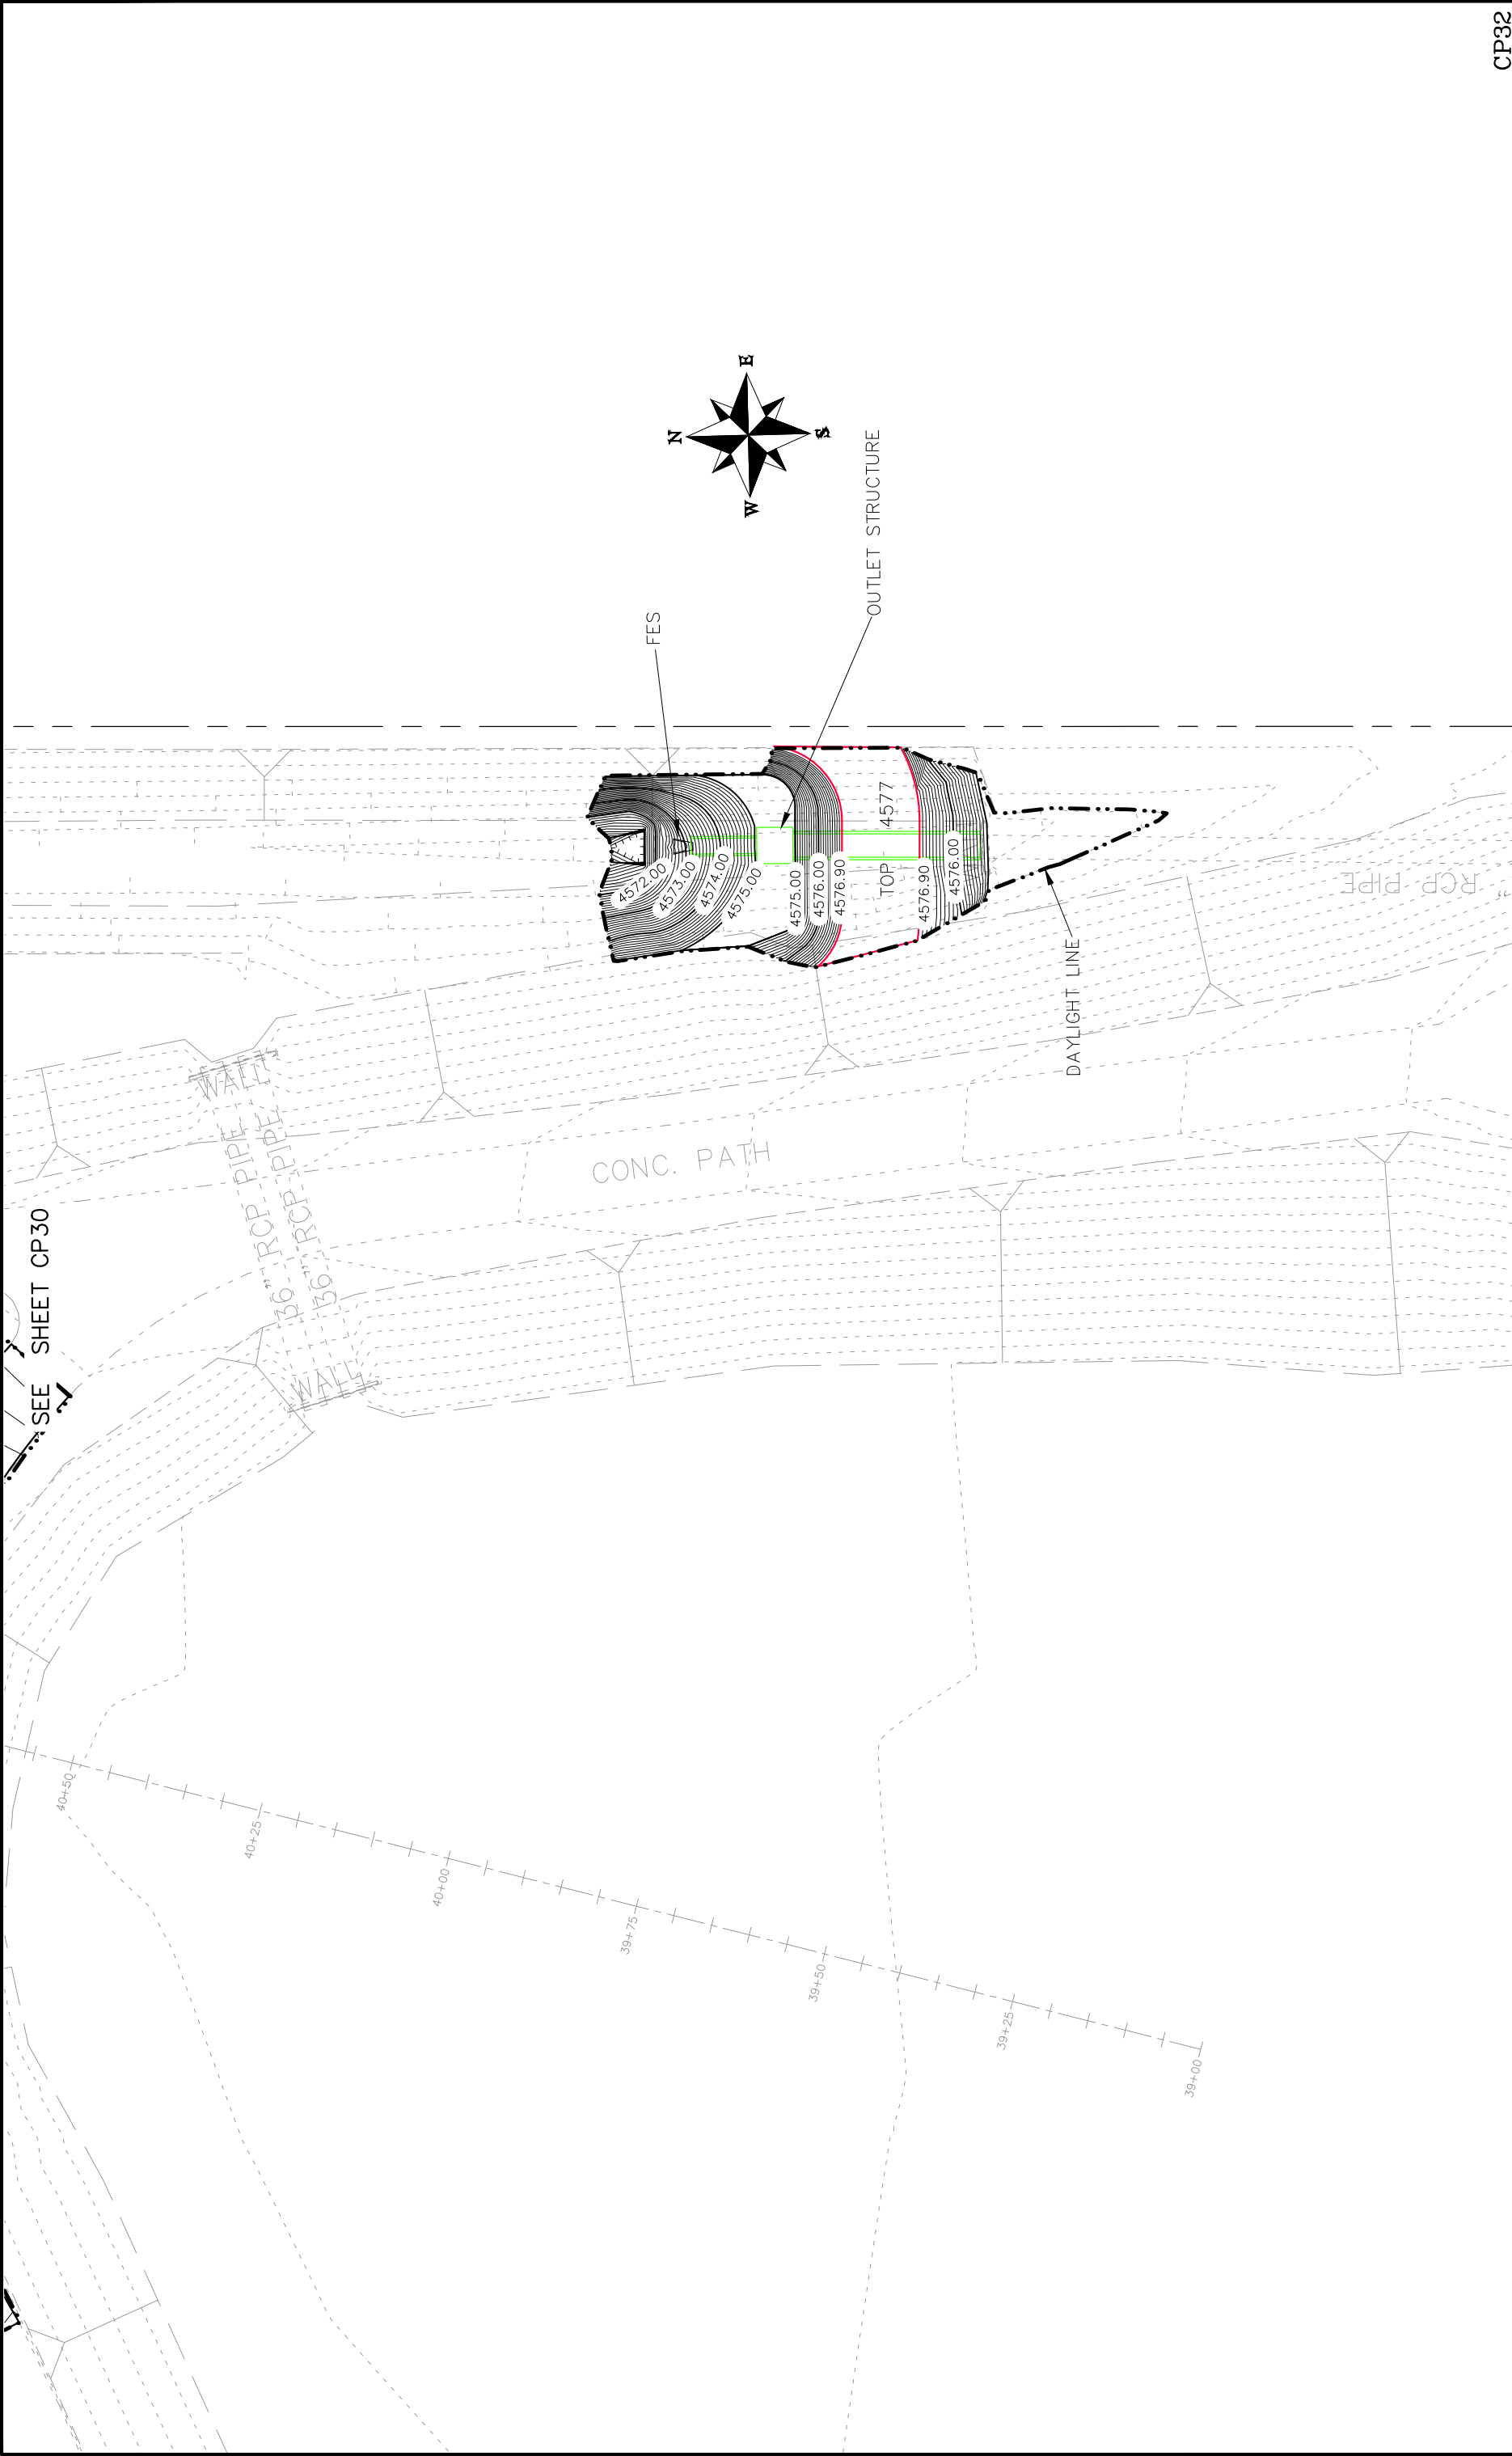 CP32
E
N
S
W
OUTLET STRUCTURE
FES
4577
TOP
4572.00
4573.00
4574.00
4575.00
4575.00
4576.00
4576.90
4576.90
4576.00
RCP PIPE
DAYLIGHT LINE
WALL
36" RCP PIPE
36" RCP PIPE
WALL
CONC. PATH
SEE SHEET CP30
40+50
40+25
40+00
39+75
39+50
39+25
39+00